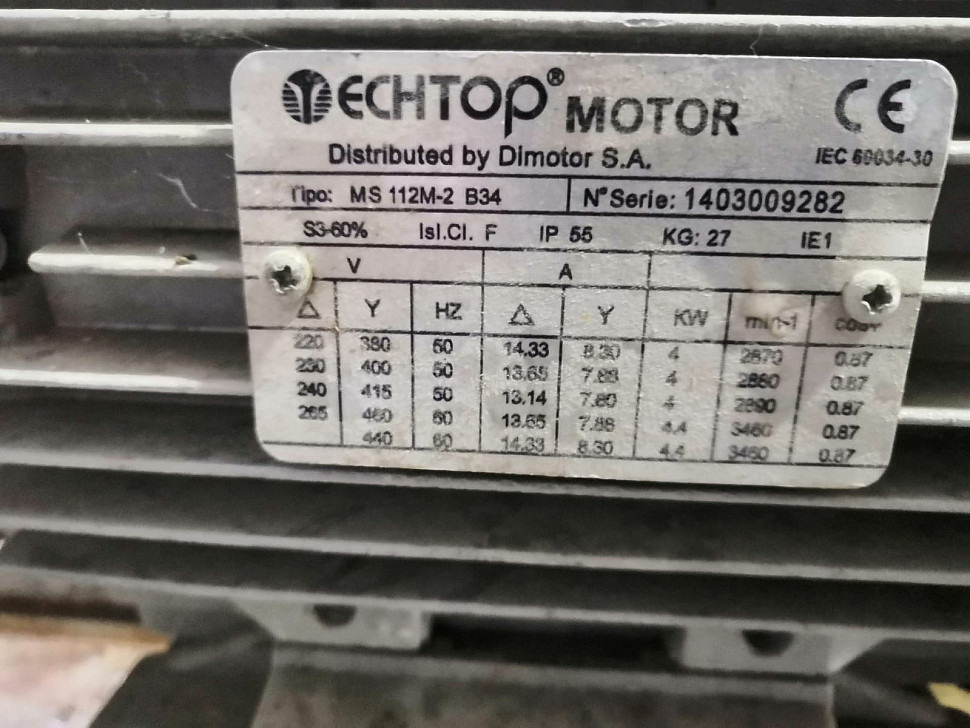 TECHTOP® MOTOR CE
Distributed by Dimotor S.A. IEC 60034-30
Tipo: MS 112M-2 B34 NºSerie: 1403009282
S3-60% Isl.Cl. F IP 55 KG: 27 IE1
V A
△ Y HZ △ Y KW min-1
220 380 50 14.33 8.30 4 2870 0.87
230 400 50 13.65 7.88 4 2880 0.87
240 415 50 13.14 7.60 4 2890 0.87
265 460 60 13.65 7.88 4.4 3460 0.87
440 60 14.33 8.30 4.4 3460 0.87